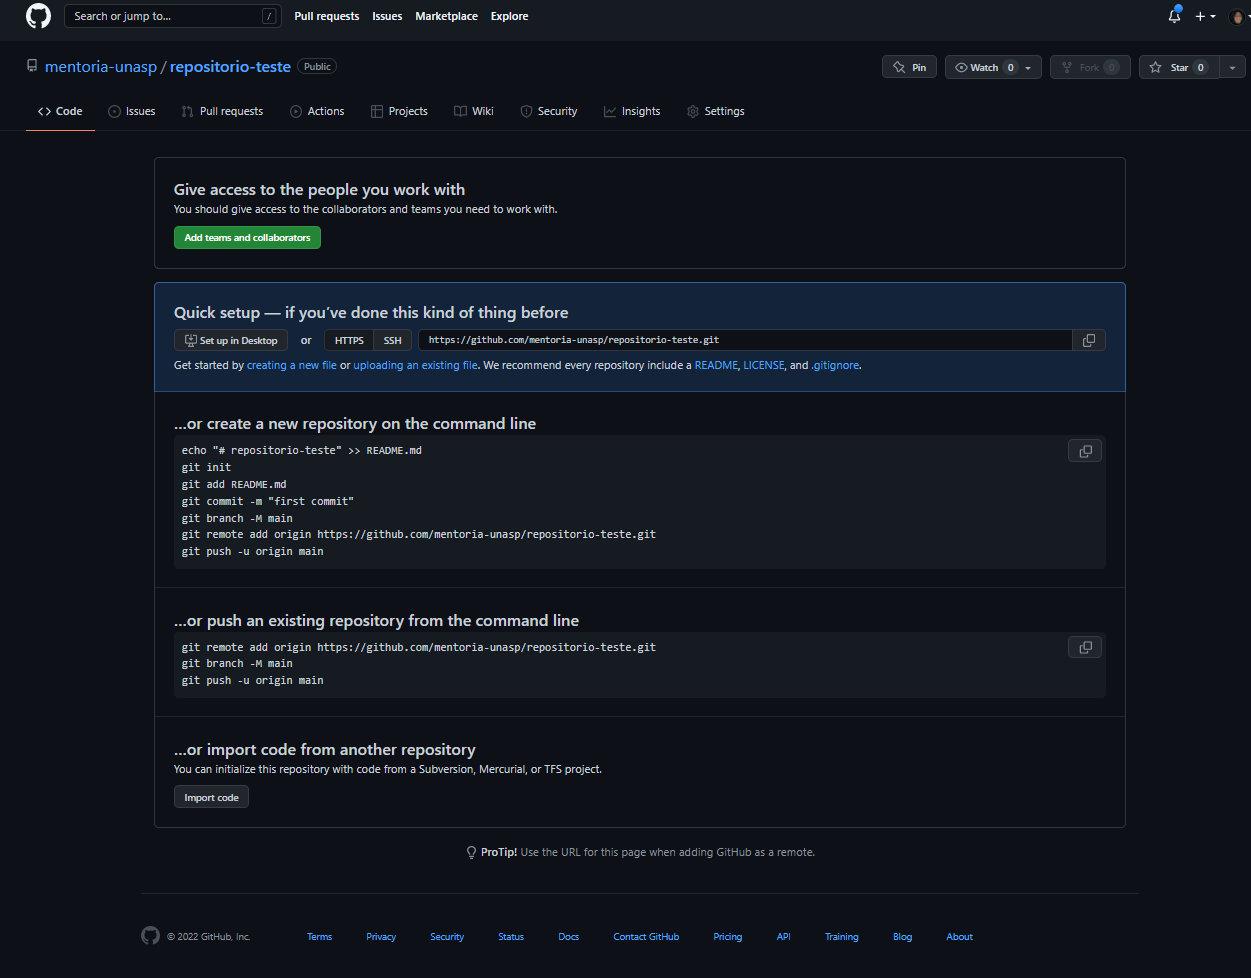 Search or jump to... /
Pull requests Issues Marketplace Explore
mentoria-unasp / repositorio-teste Public
Pin Watch 0 Fork 0 Star 0
Code Issues Pull requests Actions Projects Wiki Security Insights Settings
Give access to the people you work with
You should give access to the collaborators and teams you need to work with.
Add teams and collaborators
Quick setup — if you’ve done this kind of thing before
Set up in Desktop or HTTPS SSH https://github.com/mentoria-unasp/repositorio-teste.git
Get started by creating a new file or uploading an existing file. We recommend every repository include a README, LICENSE, and .gitignore.
…or create a new repository on the command line
echo "# repositorio-teste" >> README.md
git init
git add README.md
git commit -m "first commit"
git branch -M main
git remote add origin https://github.com/mentoria-unasp/repositorio-teste.git
git push -u origin main
…or push an existing repository from the command line
git remote add origin https://github.com/mentoria-unasp/repositorio-teste.git
git branch -M main
git push -u origin main
…or import code from another repository
You can initialize this repository with code from a Subversion, Mercurial, or TFS project.
Import code
ProTip! Use the URL for this page when adding GitHub as a remote.
© 2022 GitHub, Inc. Terms Privacy Security Status Docs Contact GitHub Pricing API Training Blog About